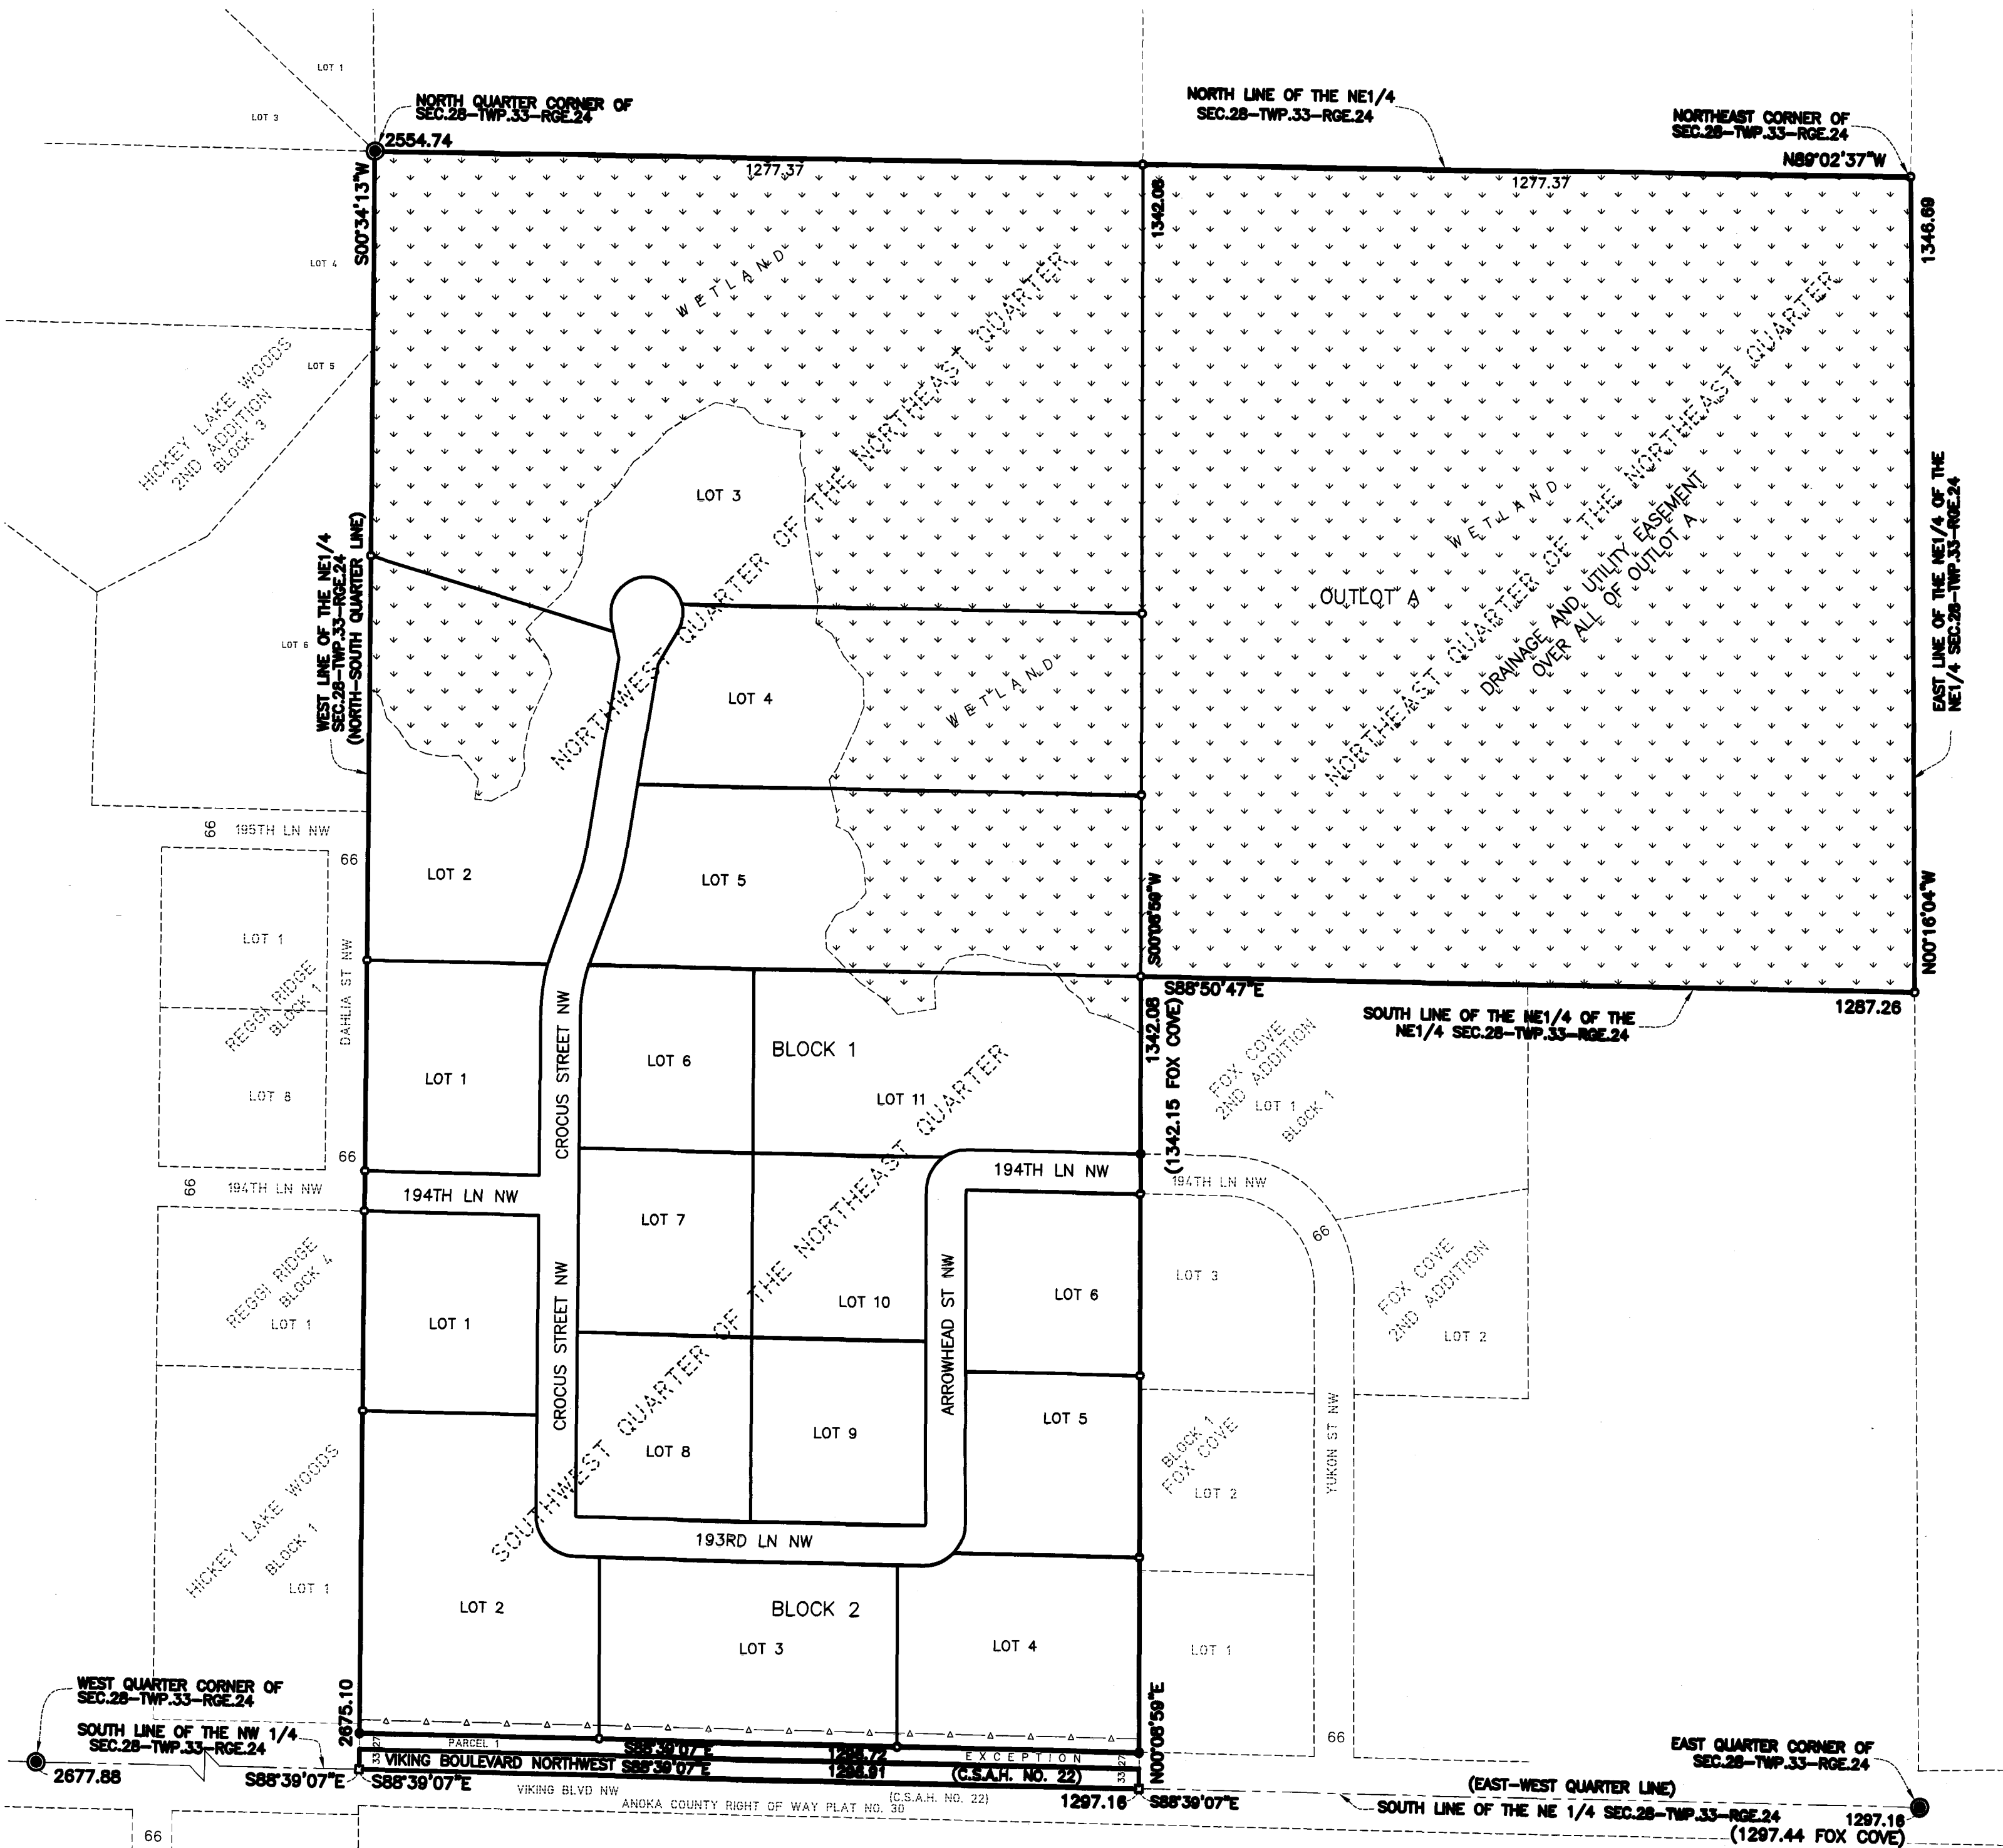 LOT 1
LOT 3
NORTH QUARTER CORNER OF
SEC.28-TWP.33-RGE.24
NORTH LINE OF THE NE1/4
SEC.28-TWP.33-RGE.24
NORTHEAST CORNER OF
SEC.28-TWP.33-RGE.24
2554.74
N89°02'37"W
1277.37
1277.37
S00°34'13"W
1342.08
1346.69
LOT 4
WETLAND
LOT 5
HICKEY LAKE WOODS
2ND ADDITION
BLOCK 3
LOT 3
NORTHWEST QUARTER OF THE NORTHEAST QUARTER
WETLAND
NORTHEAST QUARTER OF THE NORTHEAST QUARTER
DRAINAGE AND UTILITY EASEMENT
OVER ALL OF OUTLOT A
OUTLOT A
EAST LINE OF THE NE1/4 OF THE
NE1/4 SEC.28-TWP.33-RGE.24
WEST LINE OF THE NE1/4
SEC.28-TWP.33-RGE.24
(NORTH-SOUTH QUARTER LINE)
LOT 6
LOT 4
WETLAND
66
195TH LN NW
66
LOT 2
LOT 5
S00°08'59"W
N0°16'04"W
LOT 1
REGGI RIDGE
BLOCK 1
DAHLIA ST NW
LOT 8
66
S88°50'47"E
1287.26
SOUTH LINE OF THE NE1/4 OF THE
NE1/4 SEC.28-TWP.33-RGE.24
1342.08
(1342.15 FOX COVE)
CROCUS STREET NW
LOT 1
LOT 6
BLOCK 1
LOT 11
FOX COVE
2ND ADDITION
LOT 1
BLOCK 1
66
194TH LN NW
194TH LN NW
194TH LN NW
194TH LN NW
66
LOT 7
SOUTHWEST QUARTER OF THE NORTHEAST QUARTER
REGGI RIDGE
BLOCK 4
LOT 1
LOT 1
CROCUS STREET NW
LOT 10
ARROWHEAD ST NW
LOT 6
LOT 3
FOX COVE
2ND ADDITION
LOT 2
LOT 8
LOT 9
LOT 5
BLOCK 1
FOX COVE
LOT 2
YUKON ST NW
HICKEY LAKE WOODS
BLOCK 1
LOT 1
193RD LN NW
LOT 2
BLOCK 2
LOT 3
LOT 4
LOT 1
WEST QUARTER CORNER OF
SEC.28-TWP.33-RGE.24
SOUTH LINE OF THE NW 1/4
SEC.28-TWP.33-RGE.24
2677.88
2675.10
S88°39'07"E
S88°39'07"E
33
27
PARCEL 1
S88°39'07"E
EXCEPTION
33
27
VIKING BOULEVARD NORTHWEST
S88°39'07"E
(C.S.A.H. NO. 22)
N0°08'59"E
VIKING BLVD NW
(C.S.A.H. NO. 22)
ANOKA COUNTY RIGHT OF WAY PLAT NO. 30
1297.16
S88°39'07"E
66
66
EAST QUARTER CORNER OF
SEC.28-TWP.33-RGE.24
(EAST-WEST QUARTER LINE)
SOUTH LINE OF THE NE 1/4 SEC.28-TWP.33-RGE.24
1297.16
(1297.44 FOX COVE)